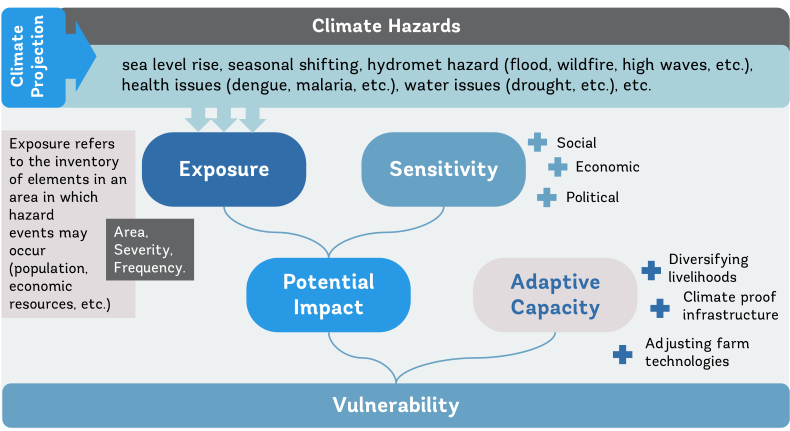 Climate
Projection
Climate Hazards
sea level rise, seasonal shifting, hydromet hazard (flood, wildfire, high waves, etc.),
health issues (dengue, malaria, etc.), water issues (drought, etc.), etc.
Exposure refers
to the inventory
of elements in an
area in which
hazard
events may
occur
(population,
economic
resources, etc.)
Area,
Severity,
Frequency.
Exposure
Sensitivity
Social
Economic
Political
Potential
Impact
Adaptive
Capacity
Diversifying
livelihoods
Climate proof
infrastructure
Adjusting farm
technologies
Vulnerability